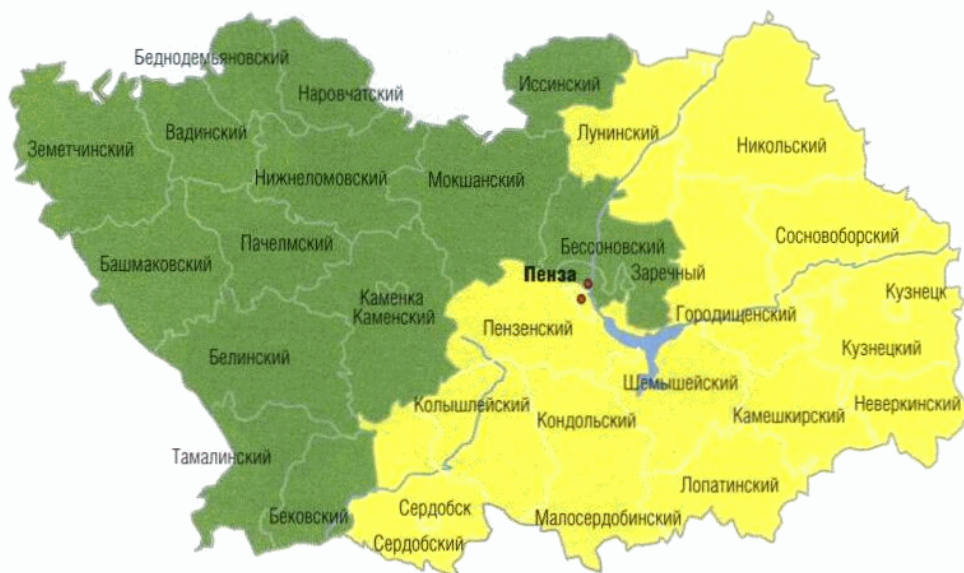 Беднодемьяновский
Наровчатский
Иссинский
Земетчинский
Вадинский
Лунинский
Никольский
Нижнеломовский
Мокшанский
Пачелмский
Бессоновский
Сосновоборский
Башмаковский
Пенза
Заречный
Каменка
Каменский
Кузнецк
Городищенский
Пензенский
Белинский
Кузнецкий
Шемышейский
Колышлейский
Кондольский
Камешкирский
Неверкинский
Тамалинский
Лопатинский
Бековский
Сердобск
Малосердобинский
Сердобский